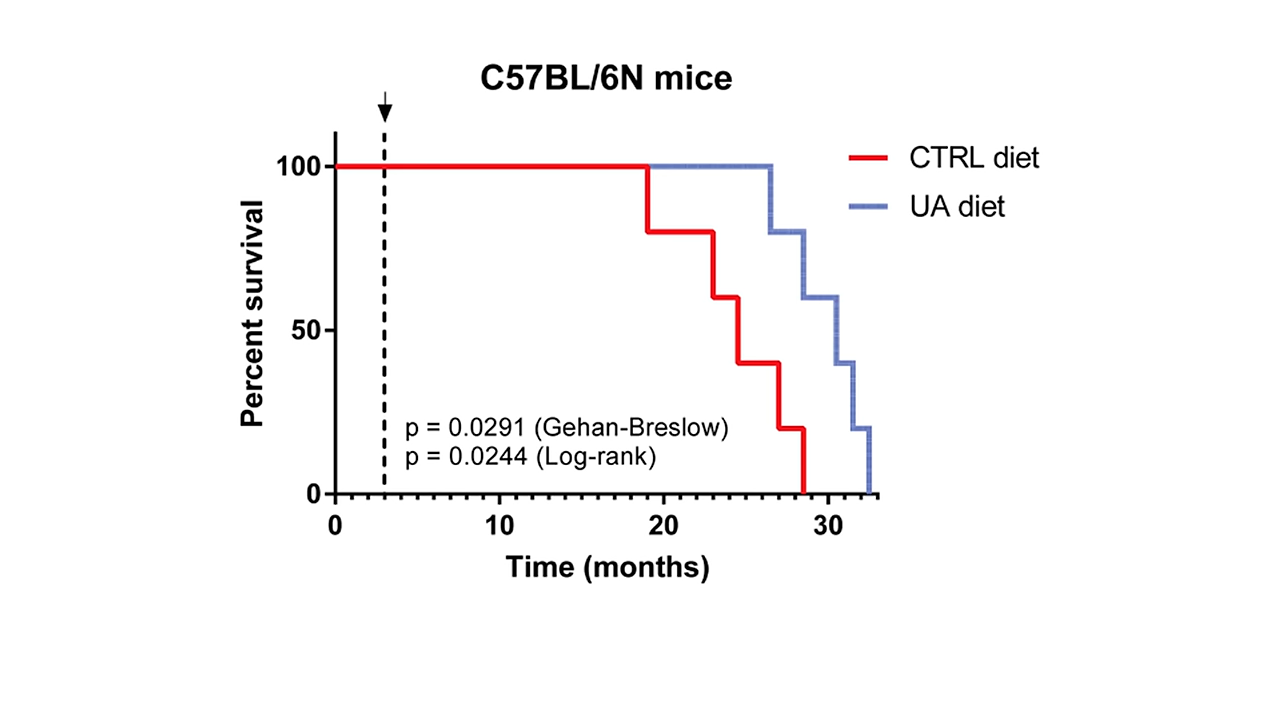 C57BL/6N mice
CTRL diet
UA diet
Percent survival
100
50
0
p = 0.0291 (Gehan-Breslow)
p = 0.0244 (Log-rank)
0 10 20 30
Time (months)